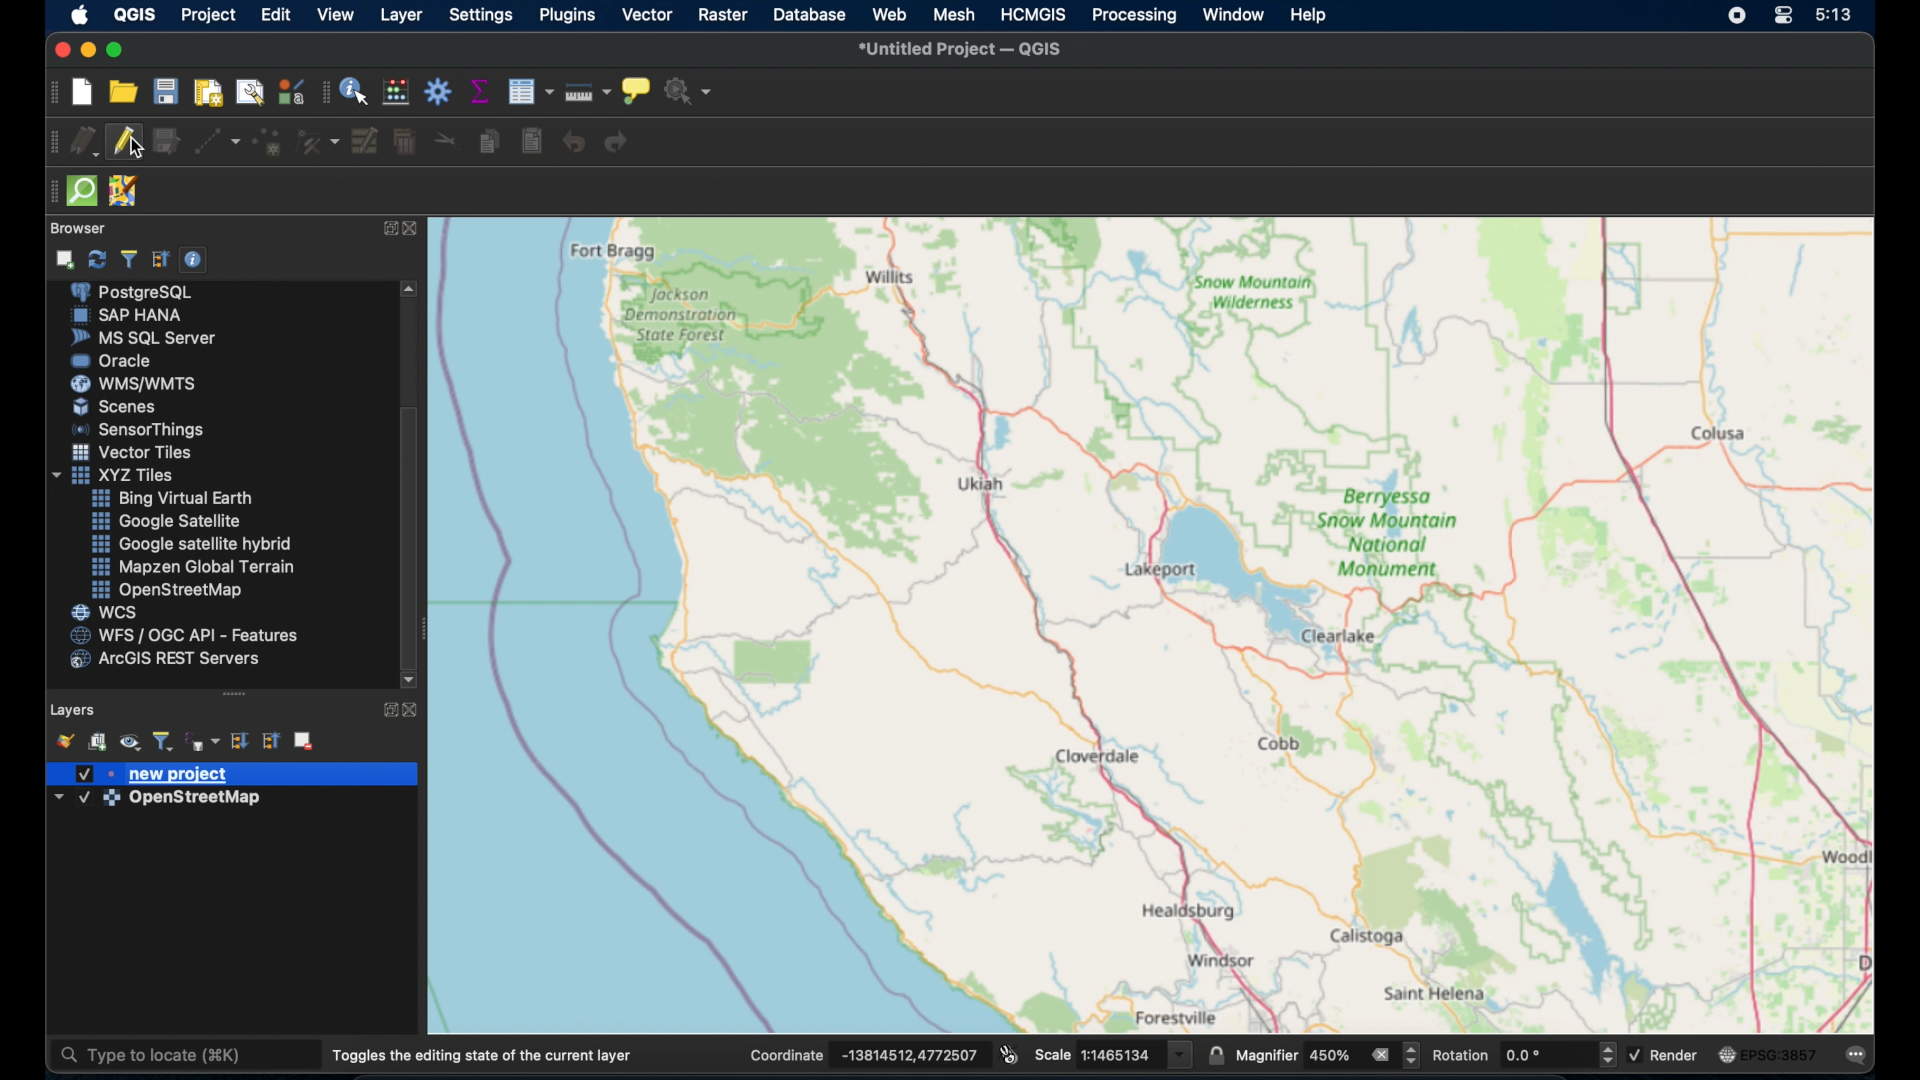 QGIS Project Edit View Layer Settings Plugins Vector Raster Database Web Mesh HCMGIS Processing Window Help 5:13
*Untitled Project — QGIS
Browser
PostgreSQL
SAP HANA
MS SQL Server
Oracle
WMS/WMTS
Scenes
SensorThings
Vector Tiles
XYZ Tiles
Bing Virtual Earth
Google Satellite
Google satellite hybrid
Mapzen Global Terrain
OpenStreetMap
WCS
WFS / OGC API - Features
ArcGIS REST Servers
Layers
new project
OpenStreetMap
Fort Bragg
Willits
Jackson
Demonstration
State Forest
Snow Mountain
Wilderness
Colusa
Ukiah
Berryessa
Snow Mountain
National
Monument
Lakeport
Clearlake
Cobb
Cloverdale
Woodl
Healdsburg
Calistoga
Windsor
D
Saint Helena
Forestville
Type to locate (⌘K) Toggles the editing state of the current layer Coordinate -13814512,4772507 Scale 1:1465134 Magnifier 450% Rotation 0.0 ° Render EPSG:3857